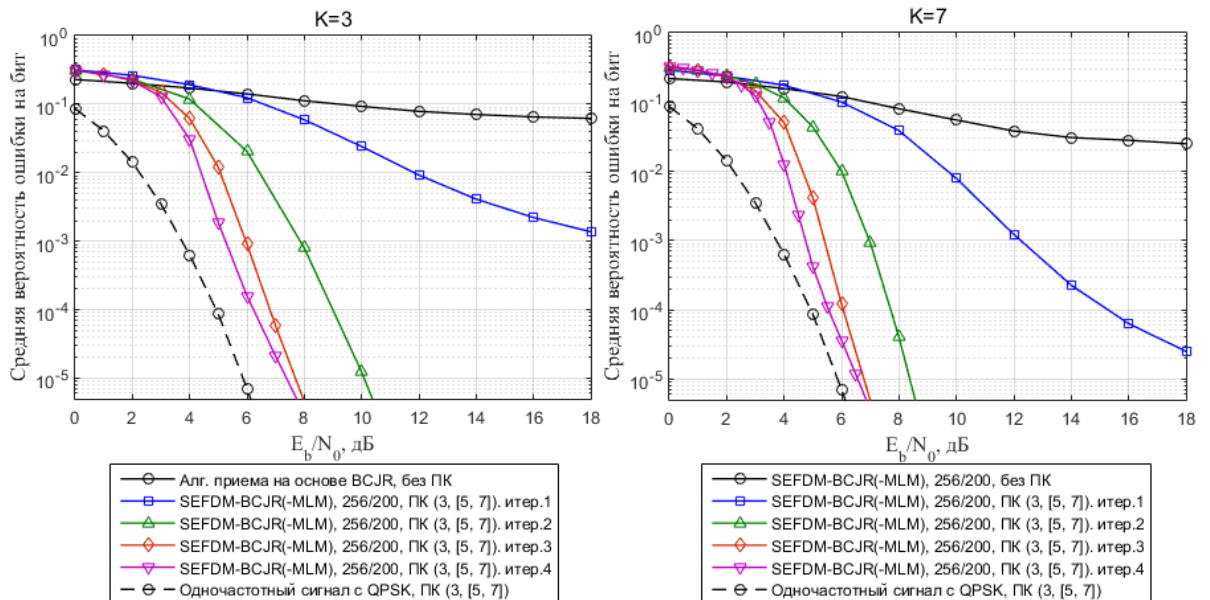 K=3
Средняя вероятность ошибки на бит
10^0
10^-1
10^-2
10^-3
10^-4
10^-5
0 2 4 6 8 10 12 14 16 18
E_b/N_0, дБ
Алг. приема на основе BCJR, без ПК
SEFDM-BCJR(-MLM), 256/200, ПК (3, [5, 7]). итер.1
SEFDM-BCJR(-MLM), 256/200, ПК (3, [5, 7]). итер.2
SEFDM-BCJR(-MLM), 256/200, ПК (3, [5, 7]). итер.3
SEFDM-BCJR(-MLM), 256/200, ПК (3, [5, 7]). итер.4
Одночастотный сигнал с QPSK, ПК (3, [5, 7])
K=7
Средняя вероятность ошибки на бит
10^0
10^-1
10^-2
10^-3
10^-4
10^-5
0 2 4 6 8 10 12 14 16 18
E_b/N_0, дБ
SEFDM-BCJR(-MLM), 256/200, без ПК
SEFDM-BCJR(-MLM), 256/200, ПК (3, [5, 7]). итер.1
SEFDM-BCJR(-MLM), 256/200, ПК (3, [5, 7]). итер.2
SEFDM-BCJR(-MLM), 256/200, ПК (3, [5, 7]). итер.3
SEFDM-BCJR(-MLM), 256/200, ПК (3, [5, 7]). итер.4
Одночастотный сигнал с QPSK, ПК (3, [5, 7])